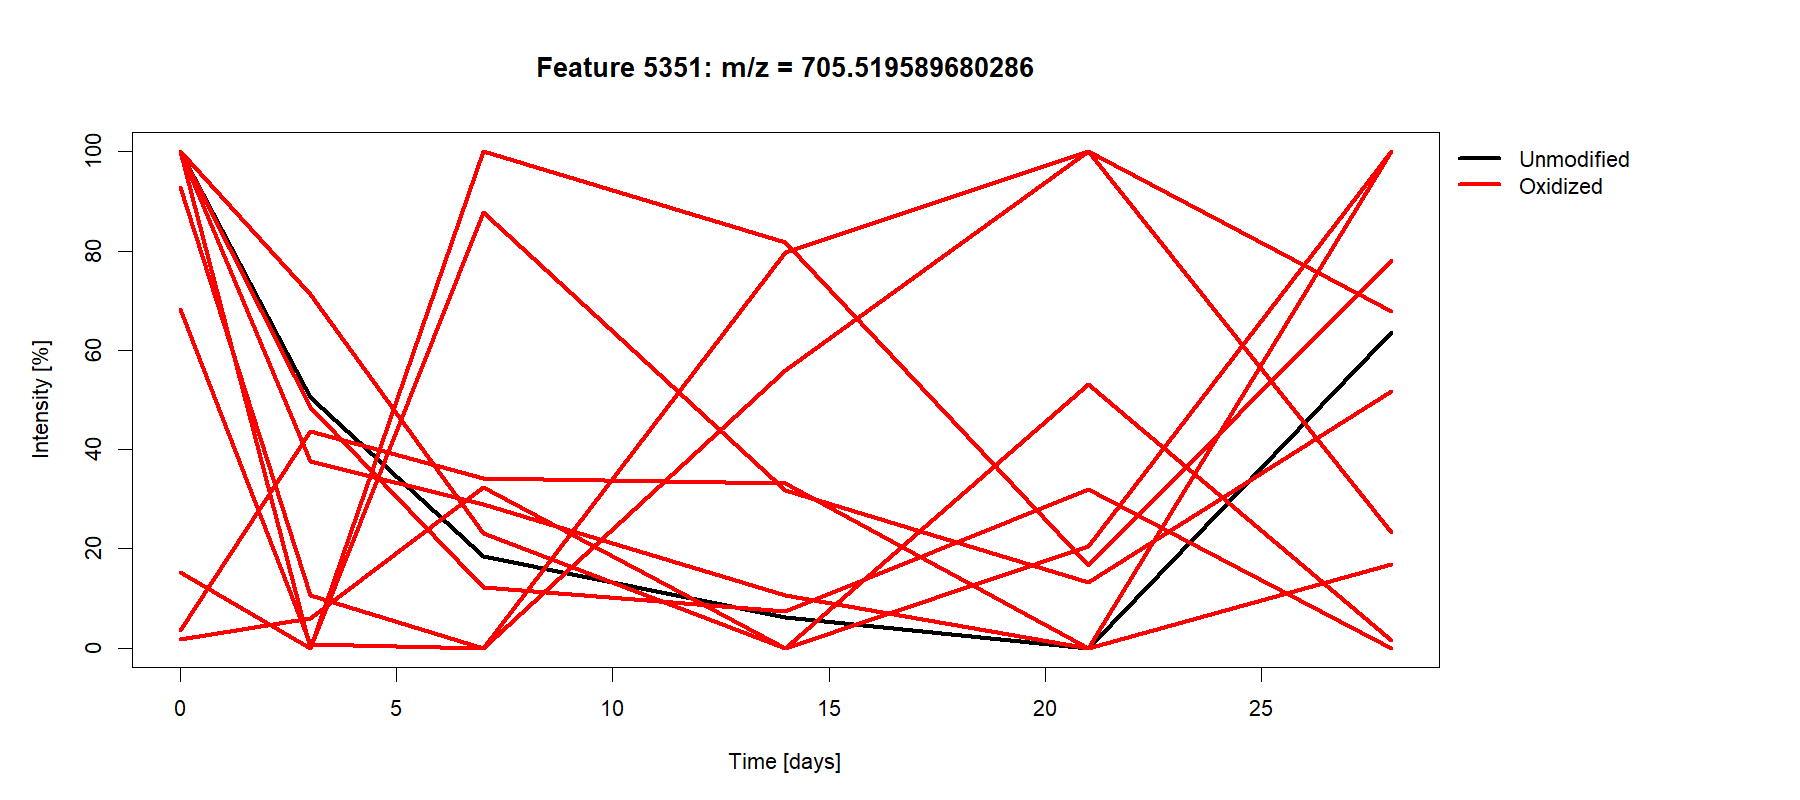 Feature 5351: m/z = 705.519589680286
100
80
60
40
20
0
Intensity [%]
0 5 10 15 20 25
Time [days]
Unmodified
Oxidized